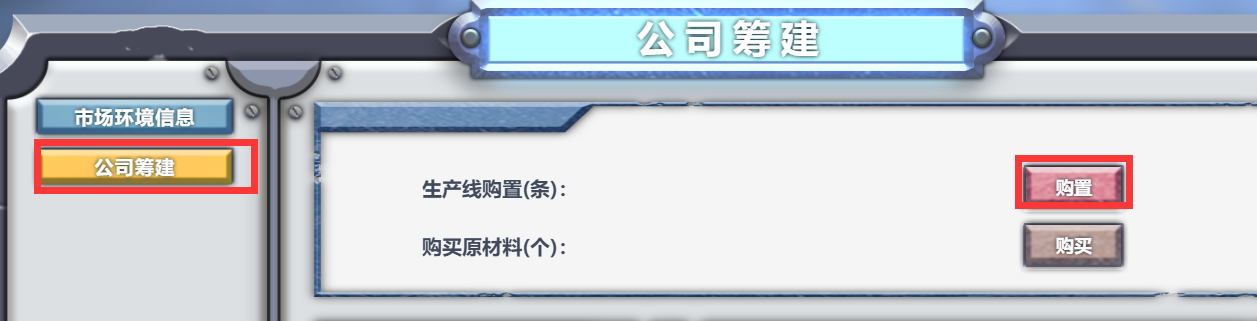 公司筹建
市场环境信息
公司筹建
生产线购置(条)： 购置
购买原材料(个)： 购买